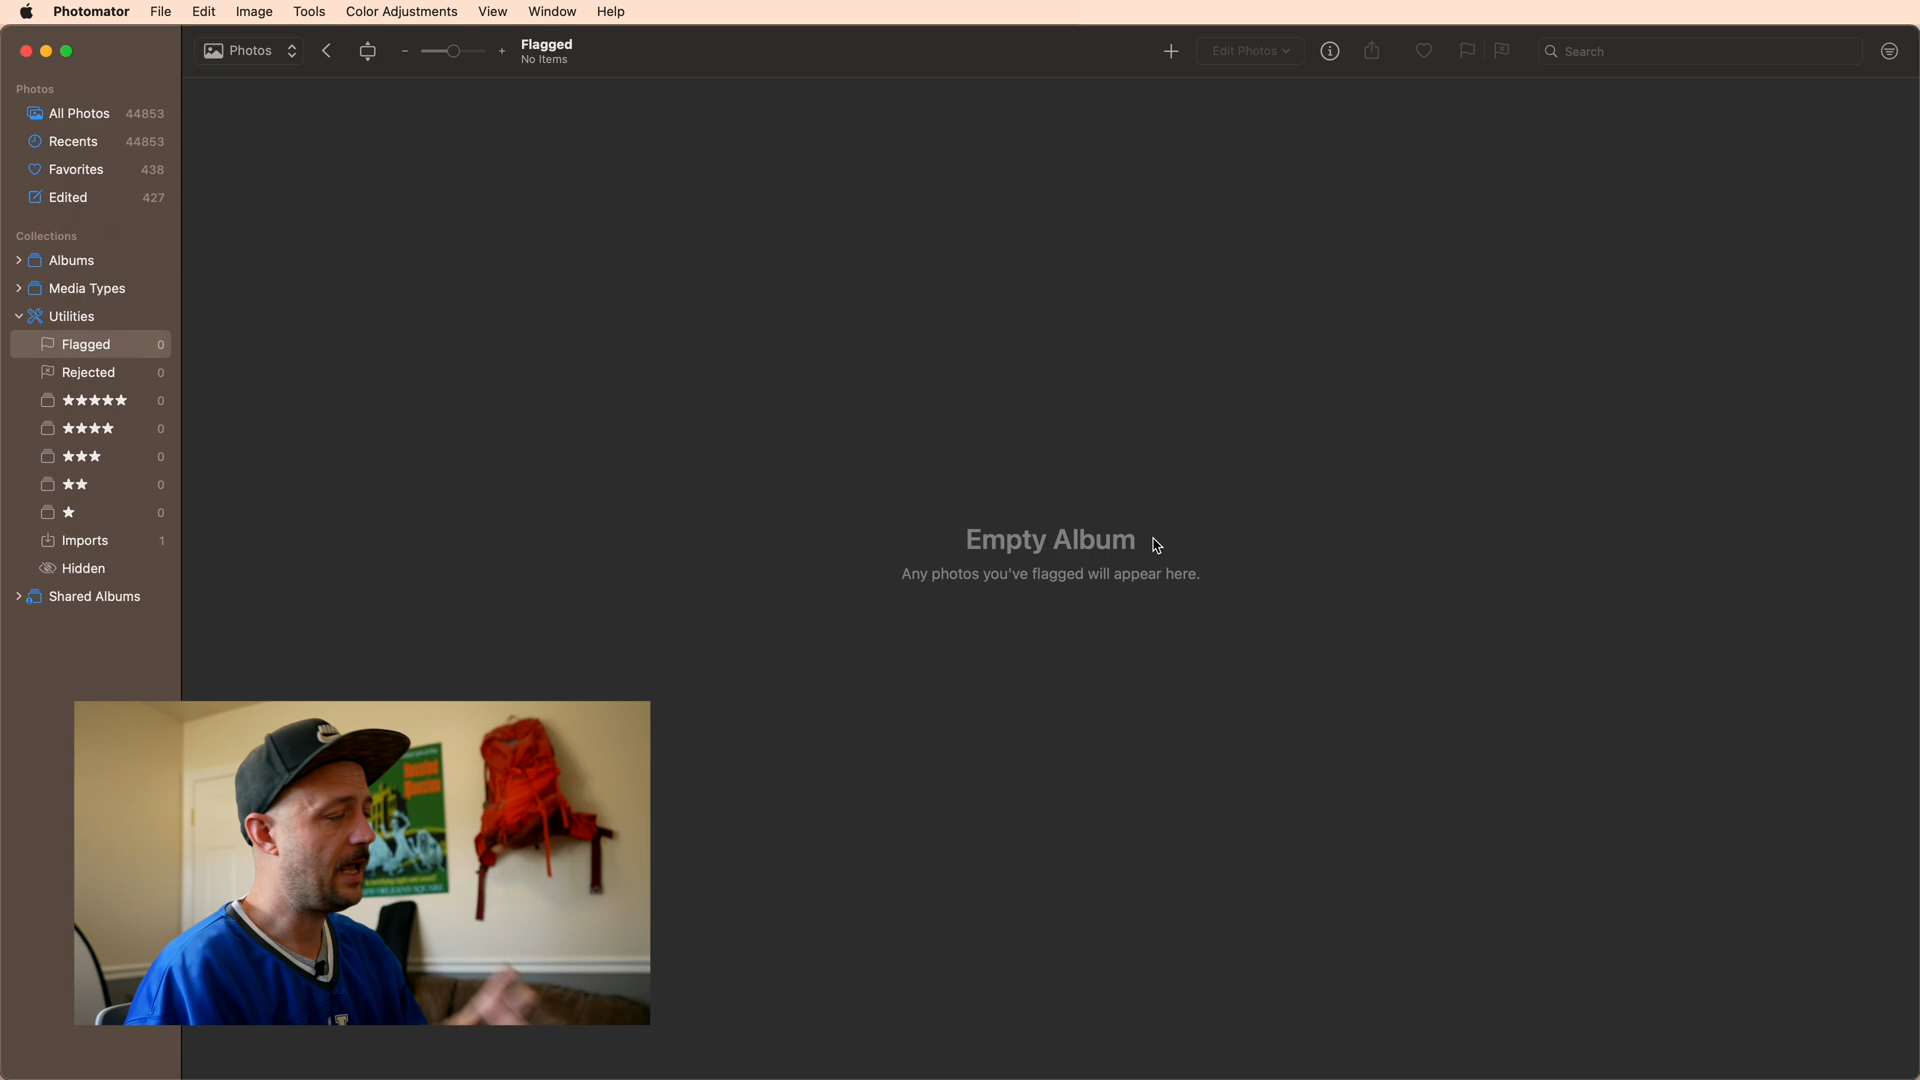 Photomator File Edit Image Tools Color Adjustments View Window Help
Photos
Flagged
No Items
Edit Photos
Search
Photos
All Photos 44853
Recents 44853
Favorites 438
Edited 427
Collections
Albums
Media Types
Utilities
Flagged 0
Rejected 0
★★★★★ 0
★★★★ 0
★★★ 0
★★ 0
★ 0
Imports 1
Hidden
Shared Albums
Empty Album
Any photos you've flagged will appear here.